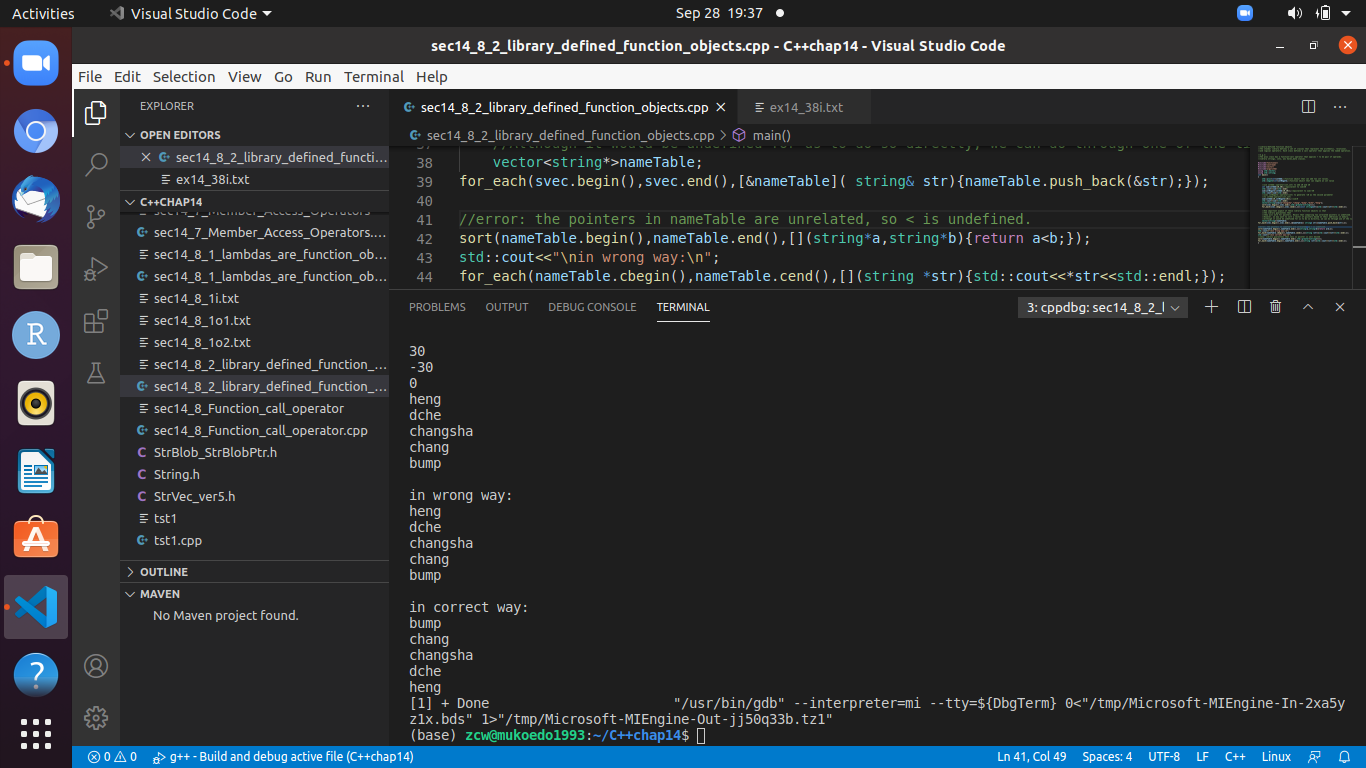 Activities
Visual Studio Code
Sep 28 19:37
sec14_8_2_library_defined_function_objects.cpp - C++chap14 - Visual Studio Code
File Edit Selection View Go Run Terminal Help
EXPLORER
OPEN EDITORS
sec14_8_2_library_defined_functi...
ex14_38i.txt
C++CHAP14
sec14_7_Member_Access_Operators
sec14_7_Member_Access_Operators....
sec14_8_1_lambdas_are_function_ob...
sec14_8_1_lambdas_are_function_ob...
sec14_8_1i.txt
sec14_8_1o1.txt
sec14_8_1o2.txt
sec14_8_2_library_defined_function_...
sec14_8_2_library_defined_function_...
sec14_8_Function_call_operator
sec14_8_Function_call_operator.cpp
StrBlob_StrBlobPtr.h
String.h
StrVec_ver5.h
tst1
tst1.cpp
OUTLINE
MAVEN
No Maven project found.
sec14_8_2_library_defined_function_objects.cpp
ex14_38i.txt
sec14_8_2_library_defined_function_objects.cpp > main()
38 vector<string*>nameTable;
39 for_each(svec.begin(),svec.end(),[&nameTable]( string& str){nameTable.push_back(&str);});
40
41 //error: the pointers in nameTable are unrelated, so < is undefined.
42 sort(nameTable.begin(),nameTable.end(),[](string*a,string*b){return a<b;});
43 std::cout<<"\nin wrong way:\n";
44 for_each(nameTable.cbegin(),nameTable.cend(),[](string *str){std::cout<<*str<<std::endl;});
PROBLEMS OUTPUT DEBUG CONSOLE TERMINAL
3: cppdbg: sec14_8_2_l
30
-30
0
heng
dche
changsha
chang
bump

in wrong way:
heng
dche
changsha
chang
bump

in correct way:
bump
chang
changsha
dche
heng
[1] + Done "/usr/bin/gdb" --interpreter=mi --tty=${DbgTerm} 0<"/tmp/Microsoft-MIEngine-In-2xa5y
z1x.bds" 1>"/tmp/Microsoft-MIEngine-Out-jj50q33b.tz1"
(base) zcw@mukoedo1993:~/C++chap14$
0 0 g++ - Build and debug active file (C++chap14)
Ln 41, Col 49 Spaces: 4 UTF-8 LF C++ Linux